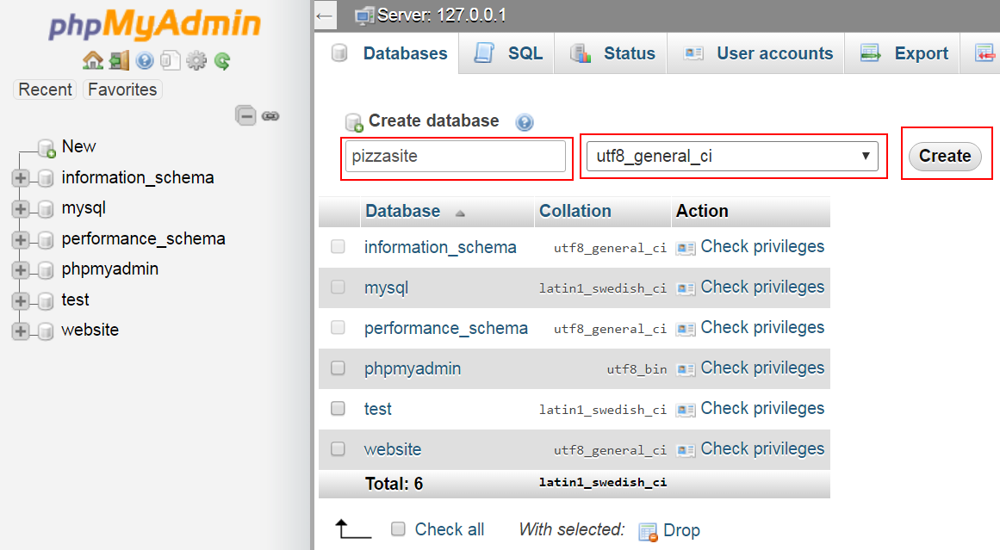 phpMyAdmin
Recent Favorites
New
information_schema
mysql
performance_schema
phpmyadmin
test
website
Server: 127.0.0.1
Databases SQL Status User accounts Export
Create database
pizzasite utf8_general_ci Create
Database Collation Action
information_schema utf8_general_ci Check privileges
mysql latin1_swedish_ci Check privileges
performance_schema utf8_general_ci Check privileges
phpmyadmin utf8_bin Check privileges
test latin1_swedish_ci Check privileges
website utf8_general_ci Check privileges
Total: 6 latin1_swedish_ci
Check all With selected: Drop